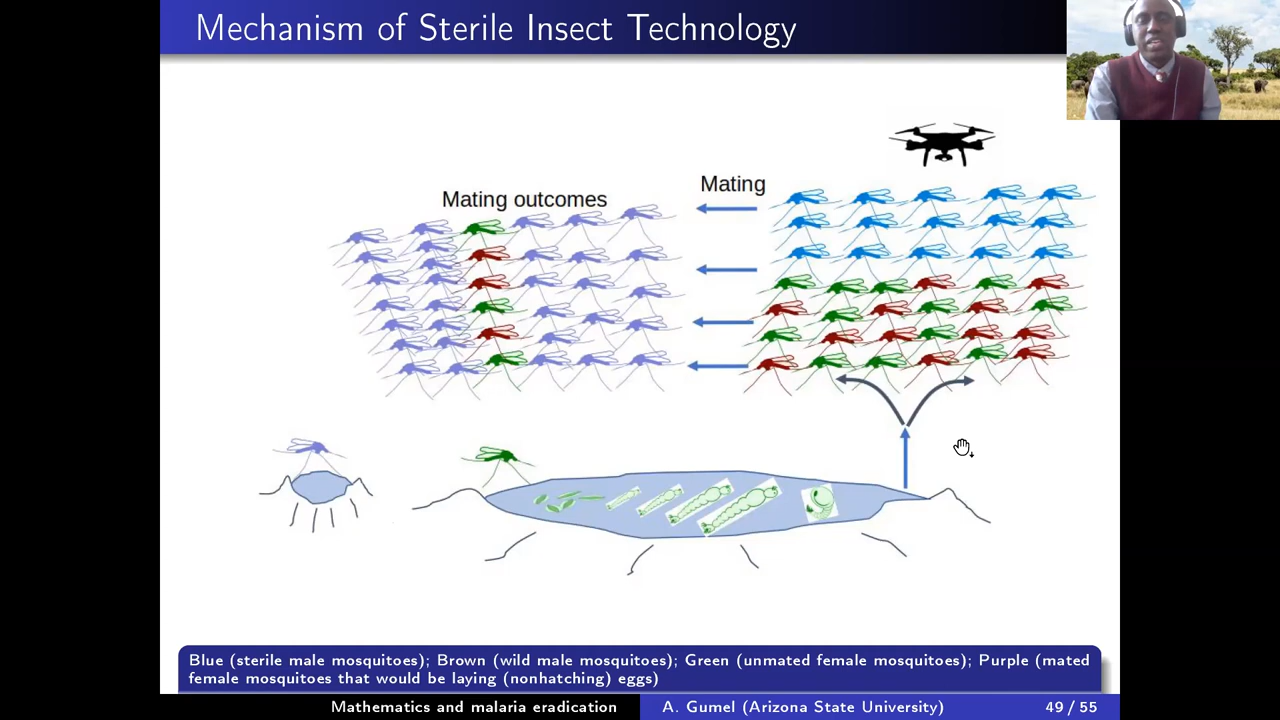 Mechanism of Sterile Insect Technology
Mating
Mating outcomes
Blue (sterile male mosquitoes); Brown (wild male mosquitoes); Green (unmated female mosquitoes); Purple (mated
female mosquitoes that would be laying (nonhatching) eggs)
Mathematics and malaria eradication
A. Gumel (Arizona State University)
49 / 55